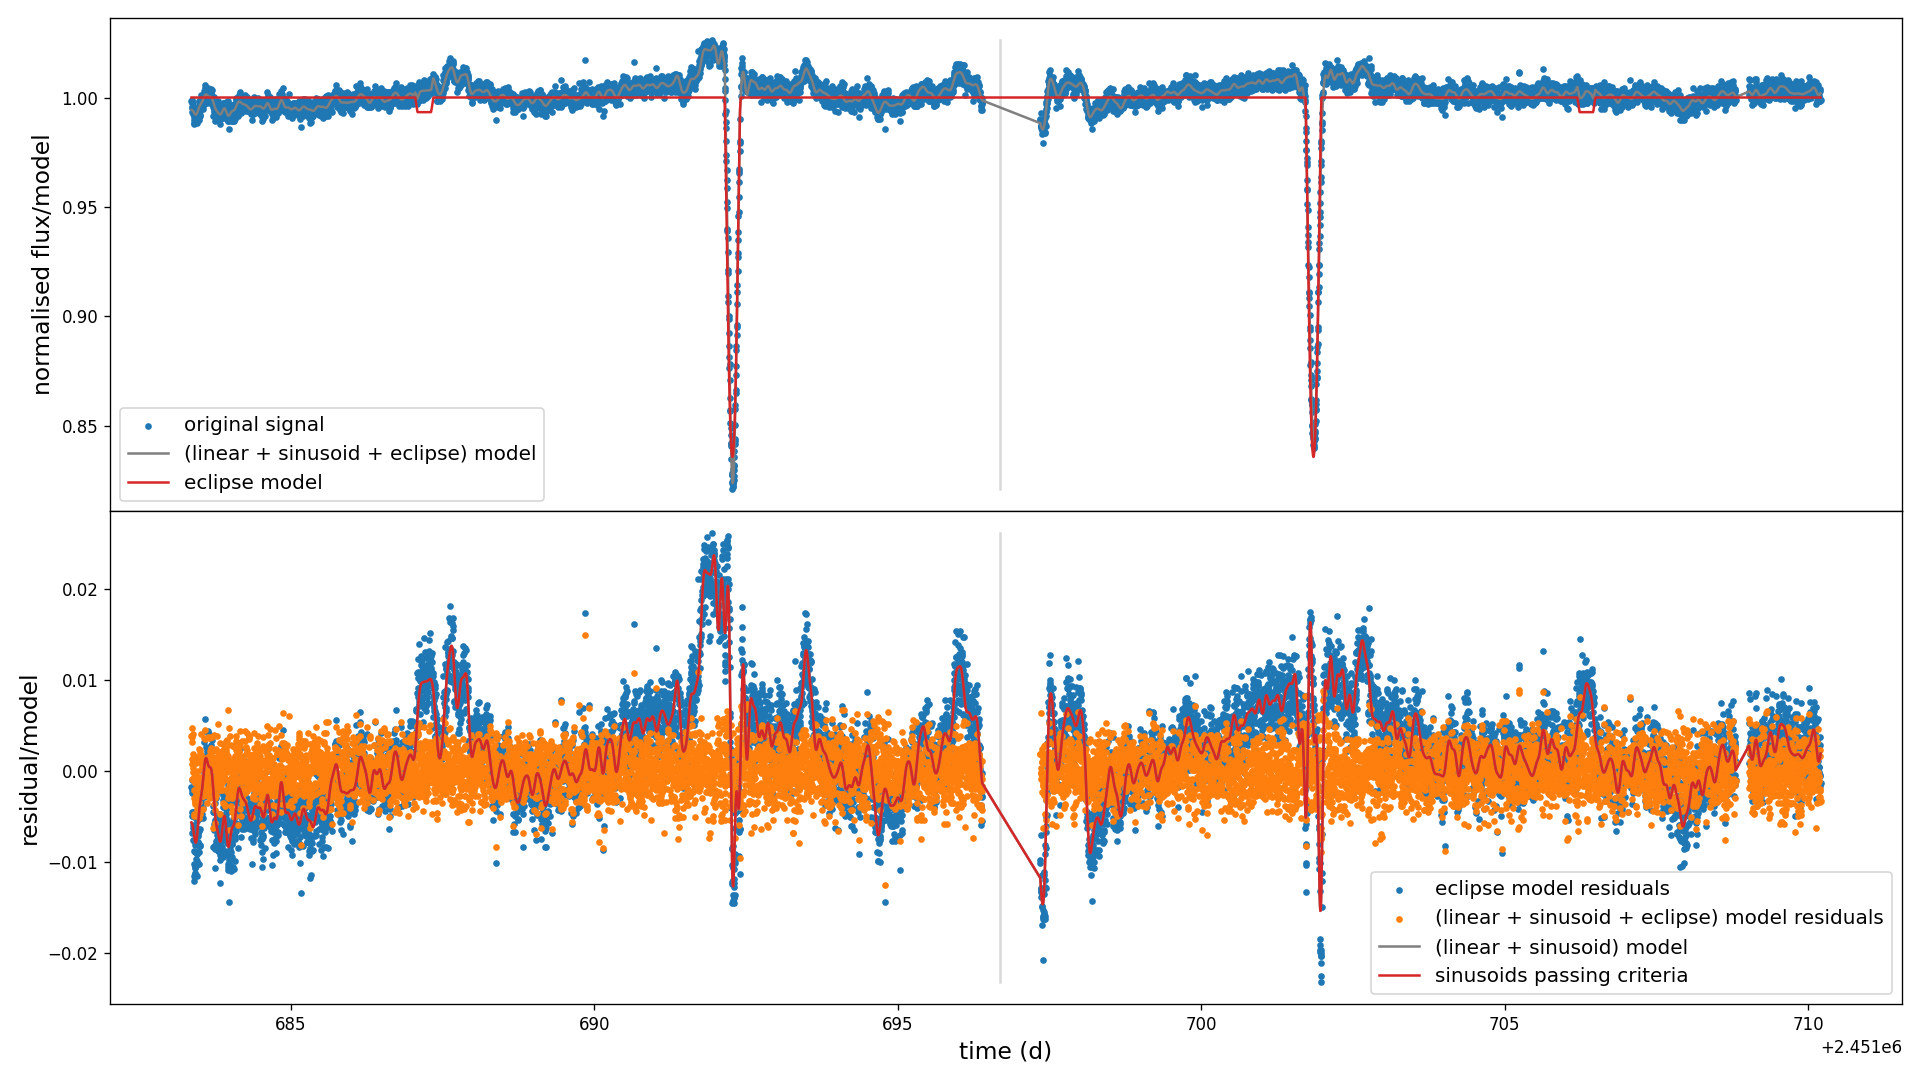 normalised flux/model
1.00
0.95
0.90
0.85
original signal
(linear + sinusoid + eclipse) model
eclipse model
residual/model
0.02
0.01
0.00
−0.01
−0.02
eclipse model residuals
(linear + sinusoid + eclipse) model residuals
(linear + sinusoid) model
sinusoids passing criteria
685 690 695 700 705 710
+2.451e6
time (d)